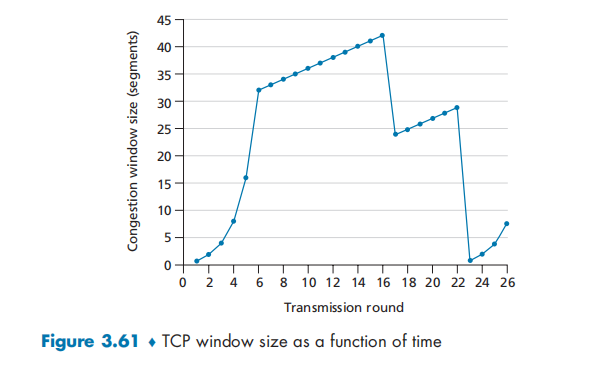 Congestion window size (segments)
45
40
35
30
25
20
15
10
5
0
0 2 4 6 8 10 12 14 16 18 20 22 24 26
Transmission round
Figure 3.61 ♦ TCP window size as a function of time